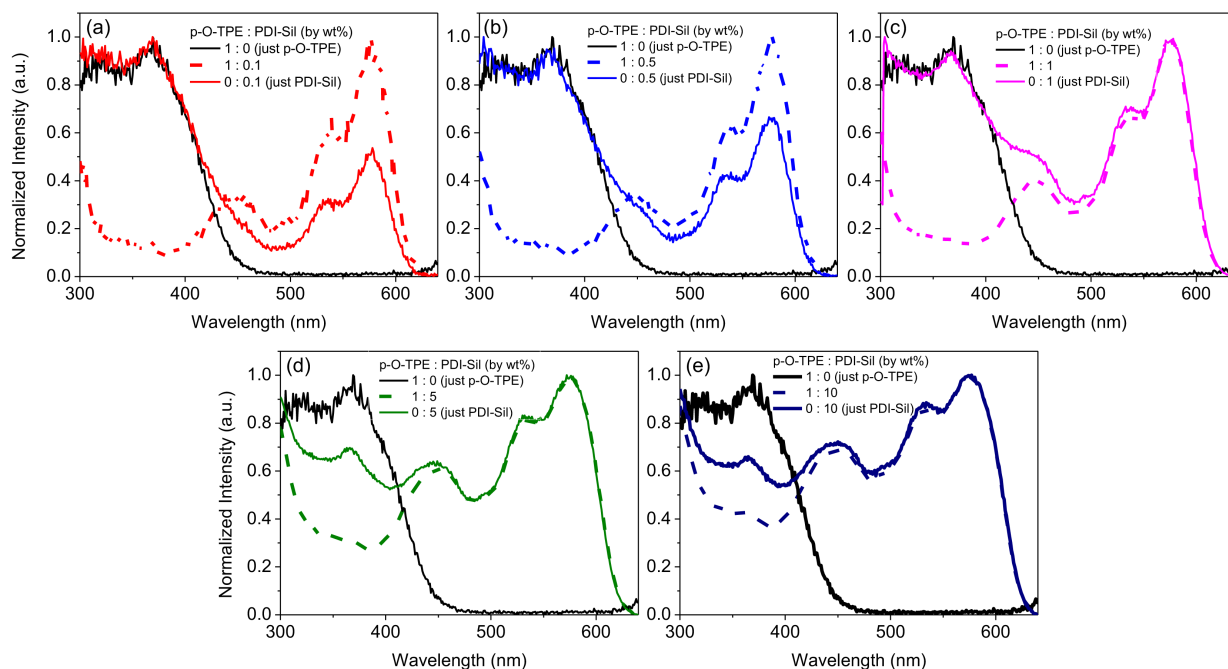 (a)
p-O-TPE : PDI-Sil (by wt%)
1 : 0 (just p-O-TPE)
1 : 0.1
0 : 0.1 (just PDI-Sil)
Normalized Intensity (a.u.)
1.0
0.8
0.6
0.4
0.2
0.0
300
400
500
600
Wavelength (nm)
(b)
p-O-TPE : PDI-Sil (by wt%)
1 : 0 (just p-O-TPE)
1 : 0.5
0 : 0.5 (just PDI-Sil)
1.0
0.8
0.6
0.4
0.2
0.0
300
400
500
600
Wavelength (nm)
(c)
p-O-TPE : PDI-Sil (by wt%)
1 : 0 (just p-O-TPE)
1 : 1
0 : 1 (just PDI-Sil)
1.0
0.8
0.6
0.4
0.2
0.0
300
400
500
600
Wavelength (nm)
(d)
p-O-TPE : PDI-Sil (by wt%)
1 : 0 (just p-O-TPE)
1 : 5
0 : 5 (just PDI-Sil)
Normalized Intensity (a.u.)
1.0
0.8
0.6
0.4
0.2
0.0
300
400
500
600
Wavelength (nm)
(e)
p-O-TPE : PDI-Sil (by wt%)
1 : 0 (just p-O-TPE)
1 : 10
0 : 10 (just PDI-Sil)
1.0
0.8
0.6
0.4
0.2
0.0
300
400
500
600
Wavelength (nm)